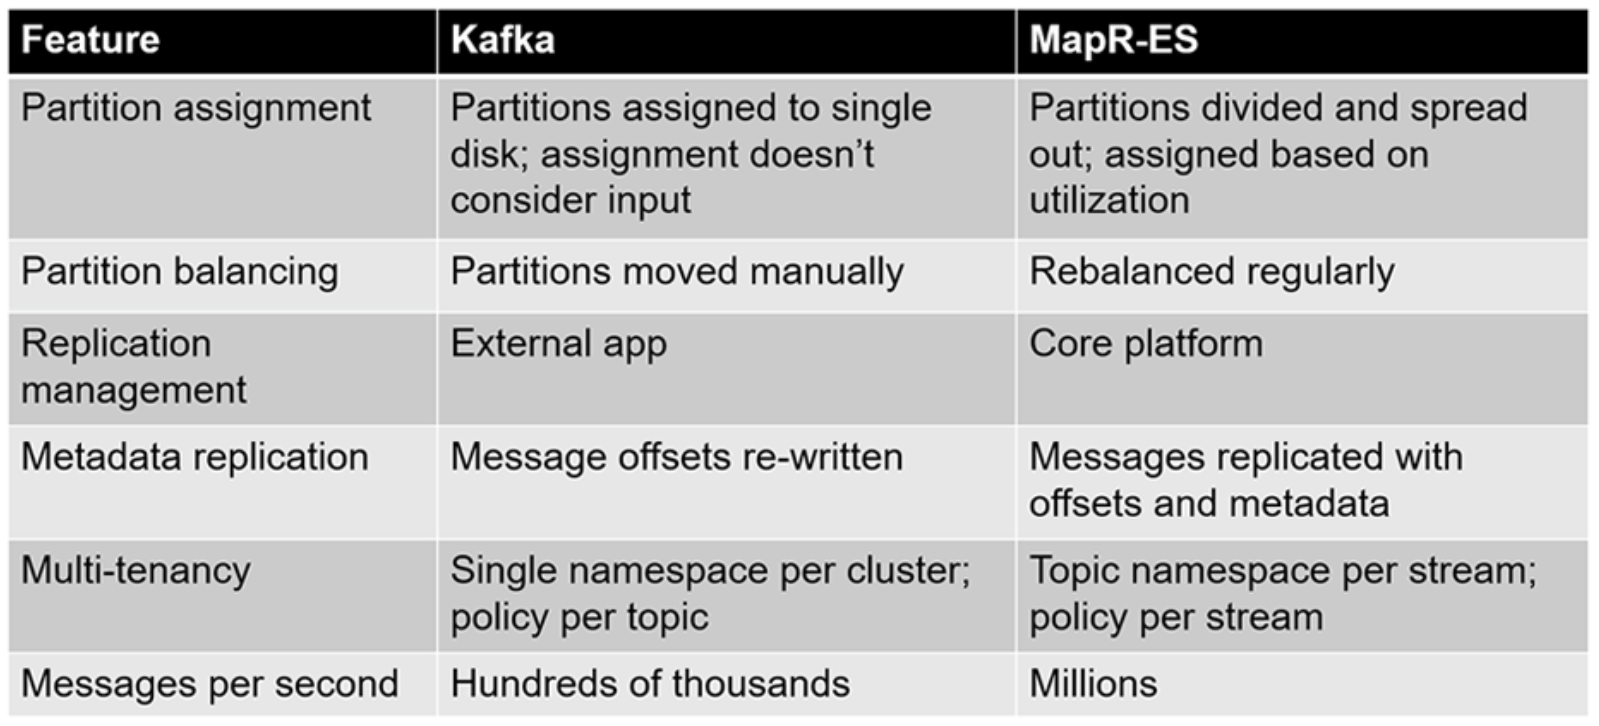 Feature Kafka MapR-ES
Partition assignment
Partitions assigned to single
disk; assignment doesn’t
consider input
Partitions divided and spread
out; assigned based on
utilization
Partition balancing
Partitions moved manually
Rebalanced regularly
Replication
management
External app
Core platform
Metadata replication
Message offsets re-written
Messages replicated with
offsets and metadata
Multi-tenancy
Single namespace per cluster;
policy per topic
Topic namespace per stream;
policy per stream
Messages per second
Hundreds of thousands
Millions